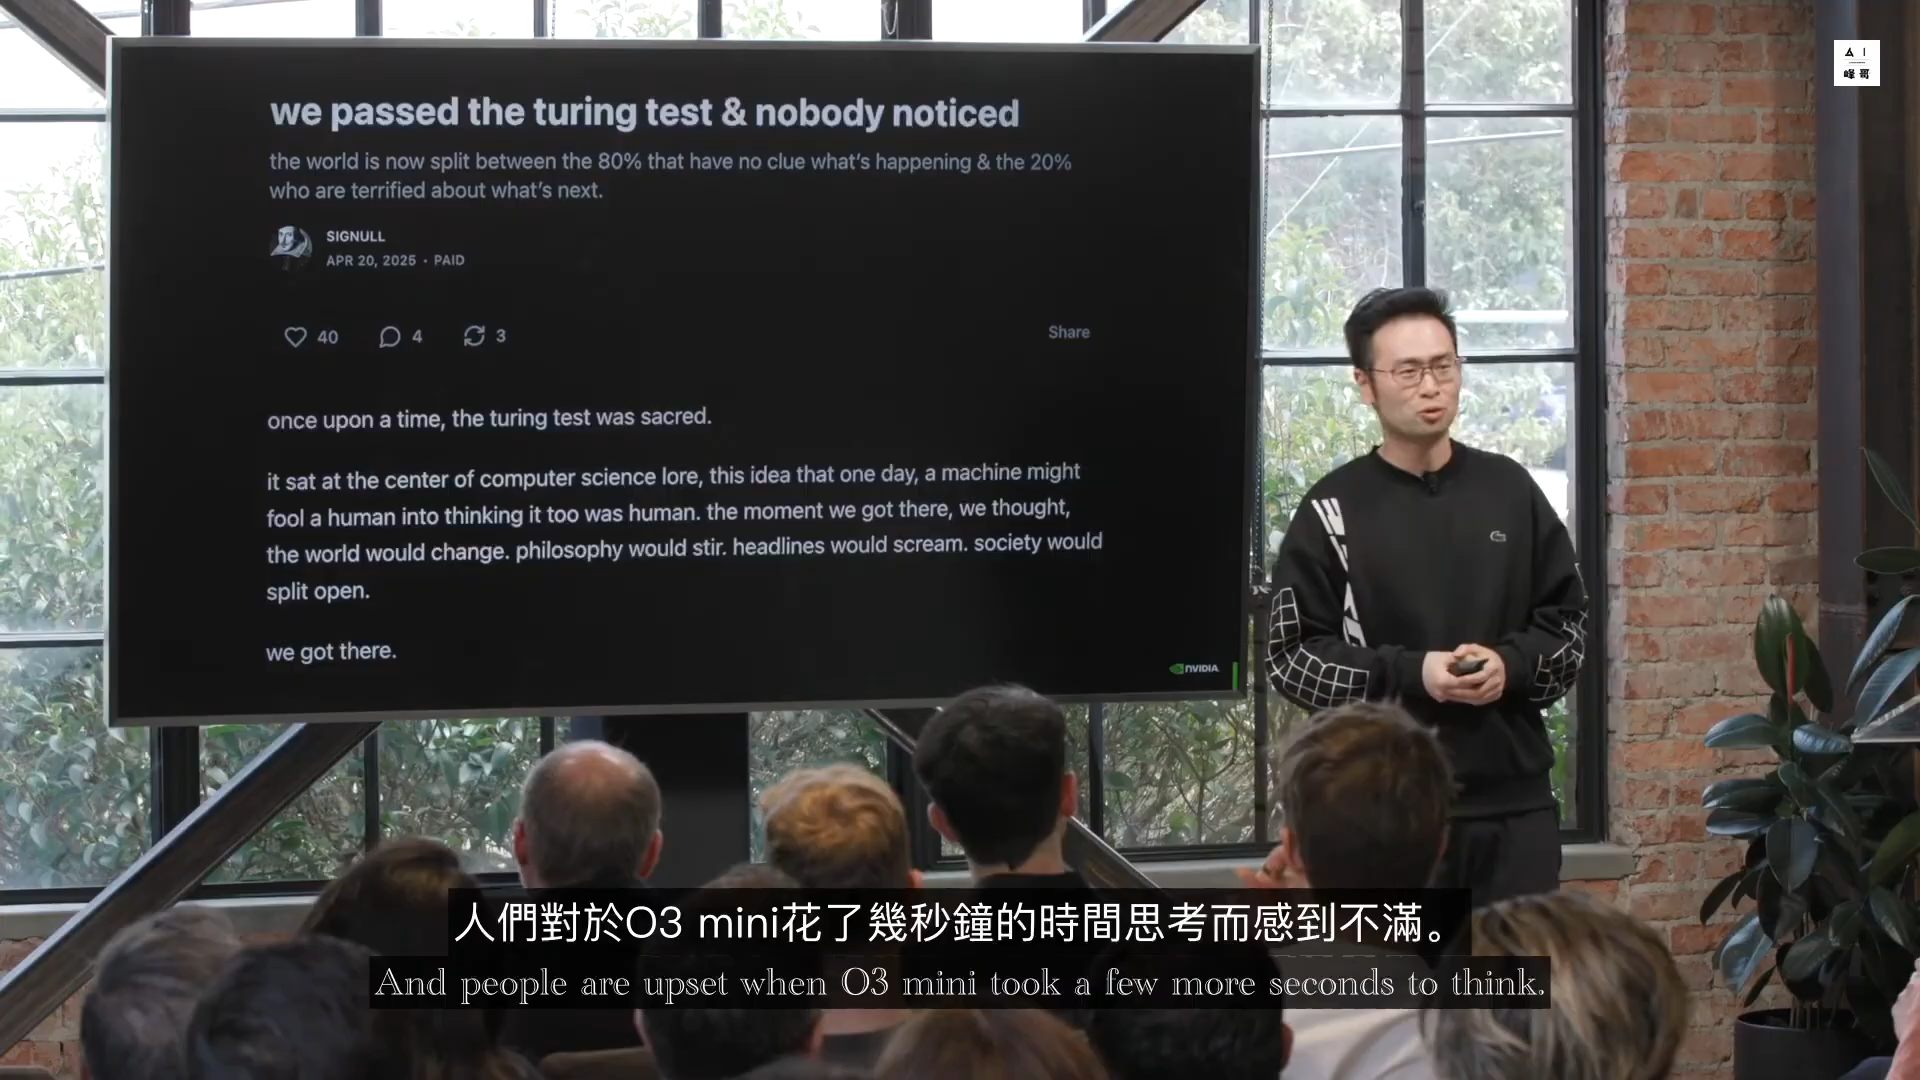 we passed the turing test & nobody noticed
the world is now split between the 80% that have no clue what's happening & the 20%
who are terrified about what's next.
SIGNULL
APR 20, 2025 · PAID
40
4
3
Share
once upon a time, the turing test was sacred.
it sat at the center of computer science lore, this idea that one day, a machine might
fool a human into thinking it too was human. the moment we got there, we thought,
the world would change. philosophy would stir. headlines would scream. society would
split open.
we got there.
NVIDIA
AI
峰哥
人們對於O3 mini花了幾秒鐘的時間思考而感到不滿。
And people are upset when O3 mini took a few more seconds to think.